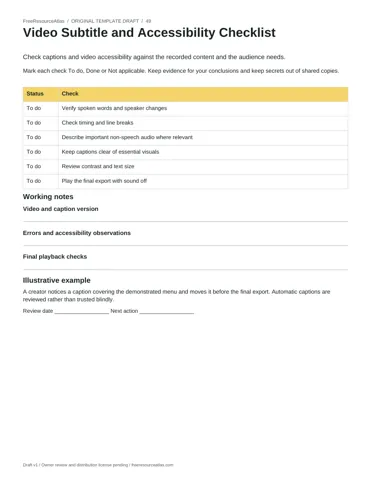 FreeResourceAtlas / ORIGINAL TEMPLATE DRAFT / 49
Video Subtitle and Accessibility Checklist
Check captions and video accessibility against the recorded content and the audience needs.
Mark each check To do, Done or Not applicable. Keep evidence for your conclusions and keep secrets out of shared copies.
Status Check
To do Verify spoken words and speaker changes
To do Check timing and line breaks
To do Describe important non-speech audio where relevant
To do Keep captions clear of essential visuals
To do Review contrast and text size
To do Play the final export with sound off
Working notes
Video and caption version
Errors and accessibility observations
Final playback checks
Illustrative example
A creator notices a caption covering the demonstrated menu and moves it before the final export. Automatic captions are
reviewed rather than trusted blindly.
Review date ____________________ Next action ____________________
Draft v1 / Owner review and distribution licence pending / freeresourceatlas.com